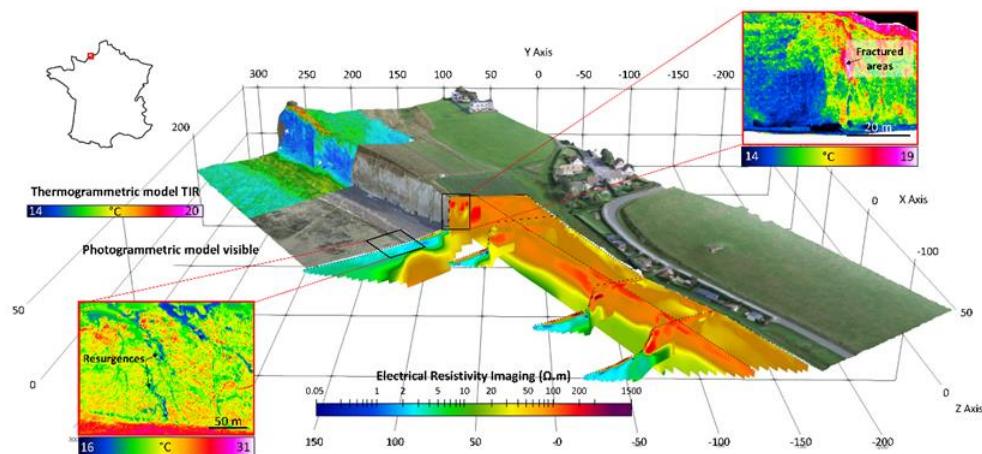 Y Axis
300 250 200 150 100 50 0 -50 -100 -150 -200
200
Fractured
areas
20 m
14 °C 19
Thermogrammetric model TIR
14 °C 20
0
X Axis
-100
Photogrammetric model visible
50
50
Resurgences
50 m
0
0
Z Axis
Electrical Resistivity Imaging (Ω.m)
0.05 1 2 5 10 20 50 100 200 1500
16 °C 31
150 100 50 -0 -50 -100 -150 -200